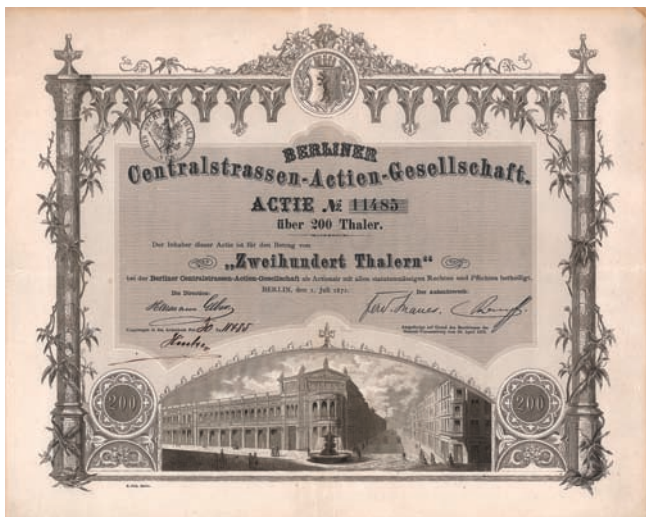 BERLINER
Centralstrassen-Actien-Gesellschaft.
ACTIE № 11485
über 200 Thaler.
Der Inhaber dieser Actie ist für den Betrag von
„Zweihundert Thalern“
bei der Berliner Centralstrassen-Actien-Gesellschaft als Actionair mit allen statutenmässigen Rechten und Pflichten betheiligt.
BERLIN, den 1. Juli 187
Die Direction:
Der Aufsichtsrath:
200
200